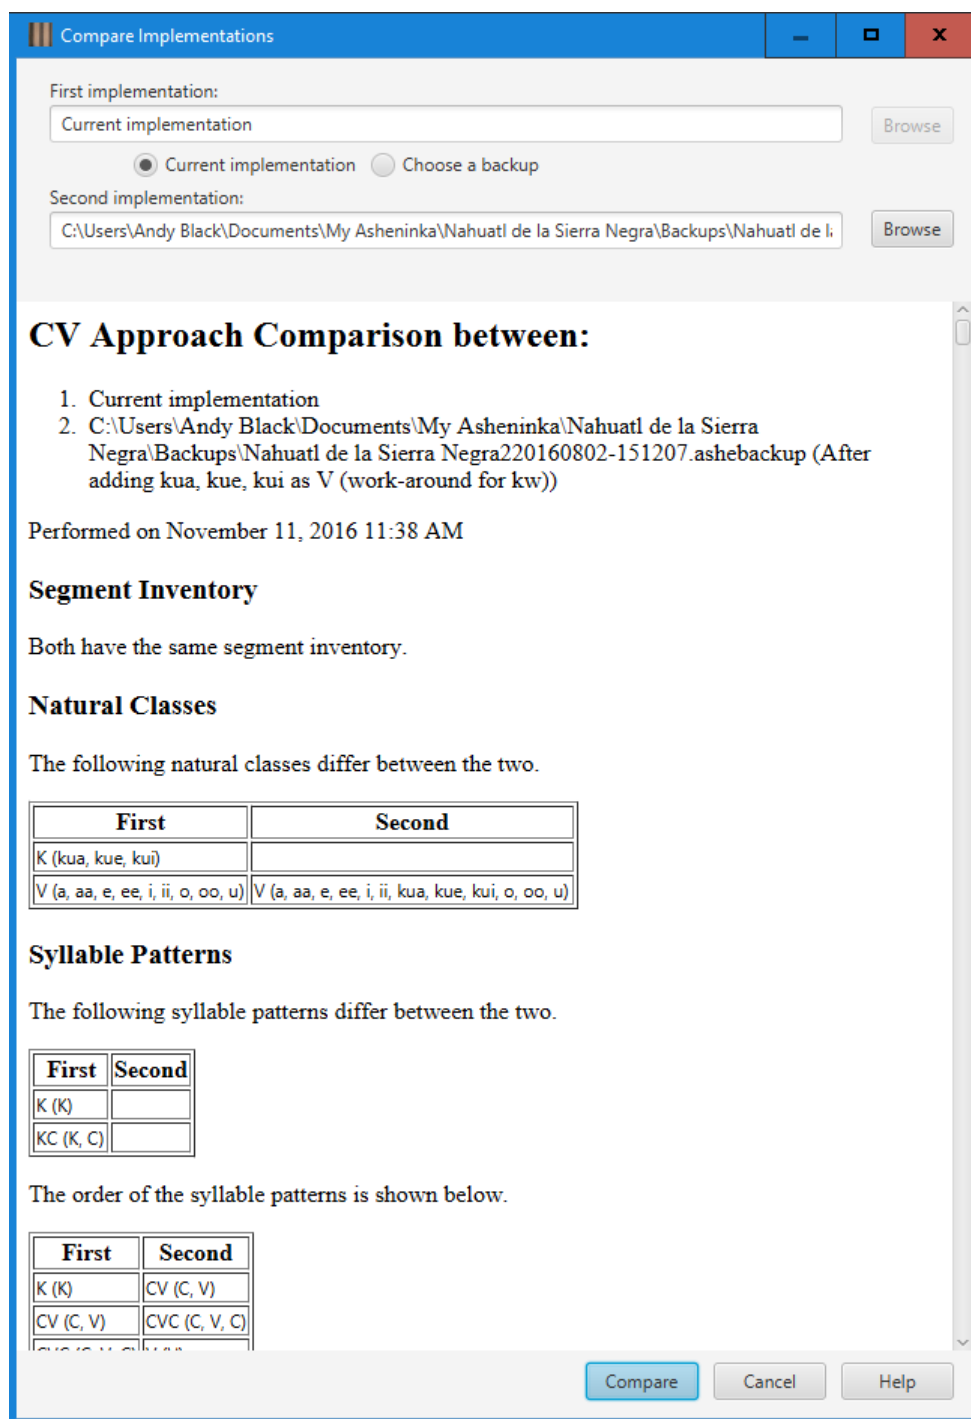 Compare Implementations
First implementation:
Current implementation
Browse
Current implementation Choose a backup
Second implementation:
C:\Users\Andy Black\Documents\My Asheninka\Nahuatl de la Sierra Negra\Backups\Nahuatl de la
Browse
CV Approach Comparison between:
1. Current implementation
2. C:\Users\Andy Black\Documents\My Asheninka\Nahuatl de la Sierra
Negra\Backups\Nahuatl de la Sierra Negra220160802-151207.ashebackup (After
adding kua, kue, kui as V (work-around for kw))
Performed on November 11, 2016 11:38 AM
Segment Inventory
Both have the same segment inventory.
Natural Classes
The following natural classes differ between the two.
First Second
K (kua, kue, kui)
V (a, aa, e, ee, i, ii, o, oo, u) V (a, aa, e, ee, i, ii, kua, kue, kui, o, oo, u)
Syllable Patterns
The following syllable patterns differ between the two.
First Second
K (K)
KC (K, C)
The order of the syllable patterns is shown below.
First Second
K (K) CV (C, V)
CV (C, V) CVC (C, V, C)
CVC (C, V, C) V (V)
Compare Cancel Help